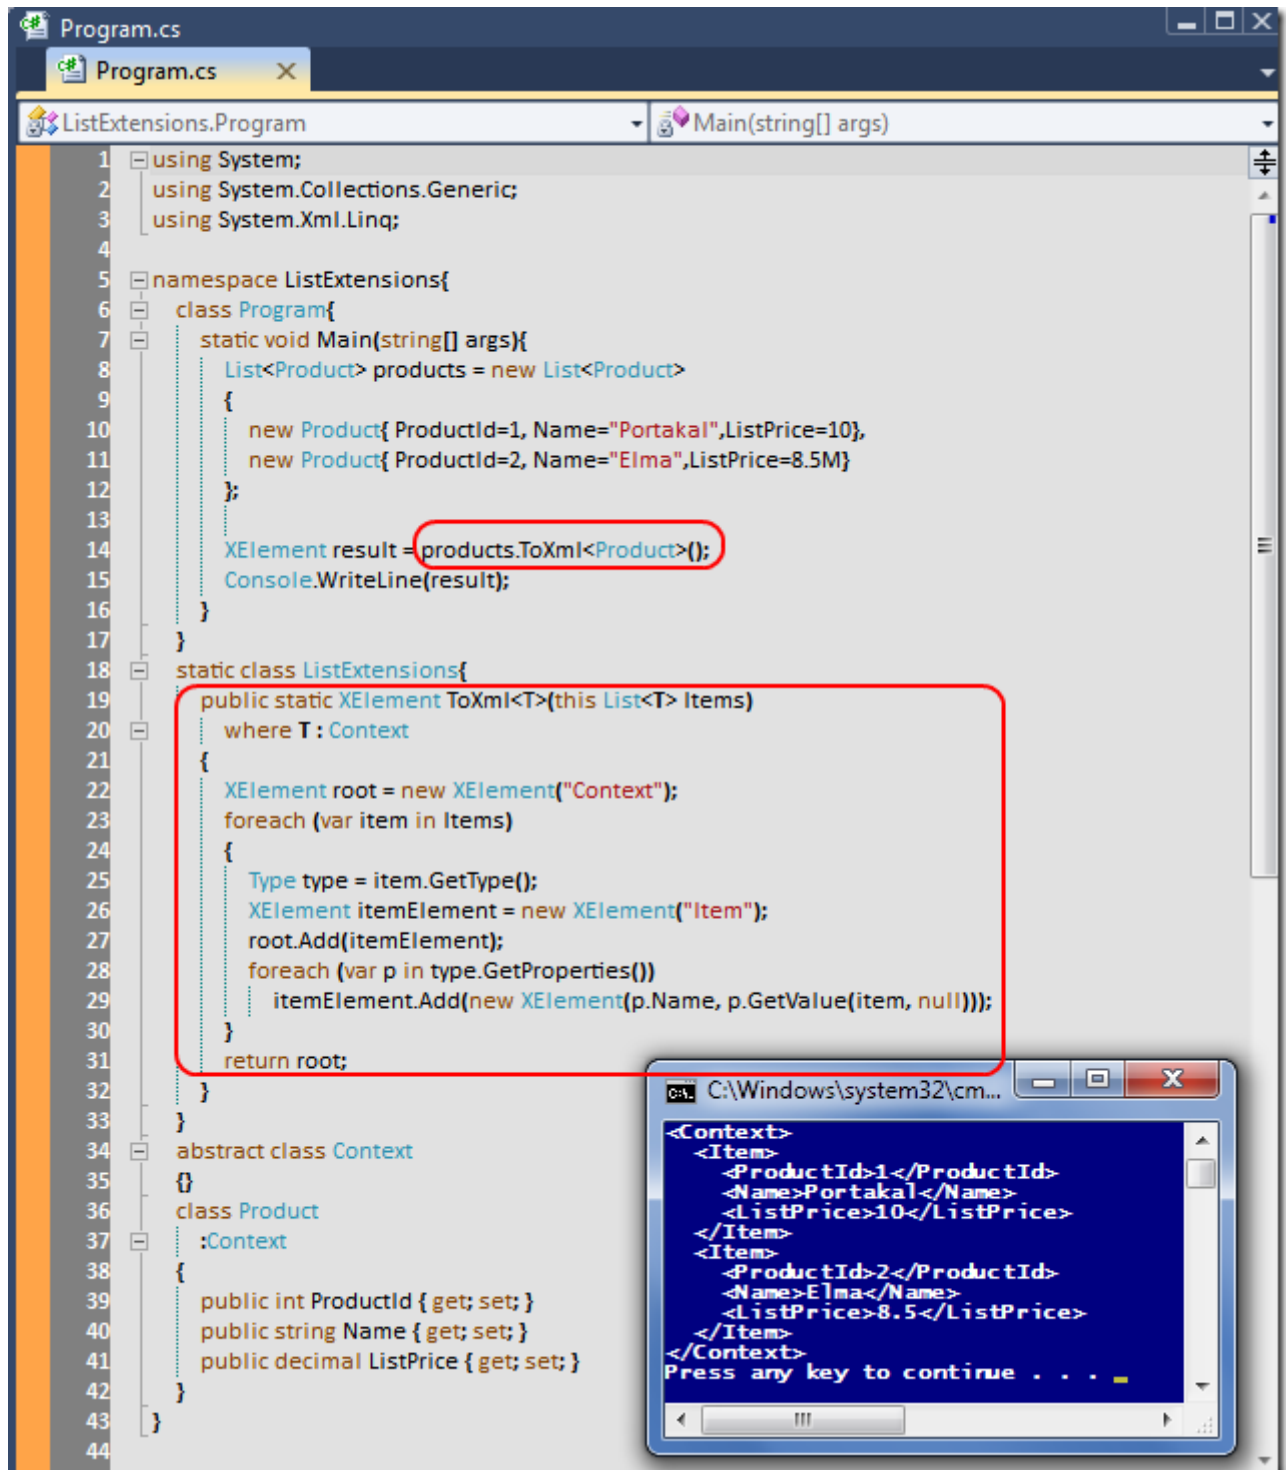 Program.cs
Program.cs
ListExtensions.Program Main(string[] args)
1 using System;
2 using System.Collections.Generic;
3 using System.Xml.Linq;
4
5 namespace ListExtensions{
6 class Program{
7 static void Main(string[] args){
8 List<Product> products = new List<Product>
9 {
10 new Product{ ProductId=1, Name="Portakal",ListPrice=10},
11 new Product{ ProductId=2, Name="Elma",ListPrice=8.5M}
12 };
13
14 XElement result = products.ToXml<Product>();
15 Console.WriteLine(result);
16 }
17 }
18 static class ListExtensions{
19 public static XElement ToXml<T>(this List<T> Items)
20 where T : Context
21 {
22 XElement root = new XElement("Context");
23 foreach (var item in Items)
24 {
25 Type type = item.GetType();
26 XElement itemElement = new XElement("Item");
27 root.Add(itemElement);
28 foreach (var p in type.GetProperties())
29 itemElement.Add(new XElement(p.Name, p.GetValue(item, null)));
30 }
31 return root;
32 }
33 }
34 abstract class Context
35 {}
36 class Product
37 :Context
38 {
39 public int ProductId { get; set; }
40 public string Name { get; set; }
41 public decimal ListPrice { get; set; }
42 }
43 }
44
C:\Windows\system32\cm...
<Context>
<Item>
<ProductId>1</ProductId>
<Name>Portakal</Name>
<ListPrice>10</ListPrice>
</Item>
<Item>
<ProductId>2</ProductId>
<Name>Elma</Name>
<ListPrice>8.5</ListPrice>
</Item>
</Context>
Press any key to continue . . . _